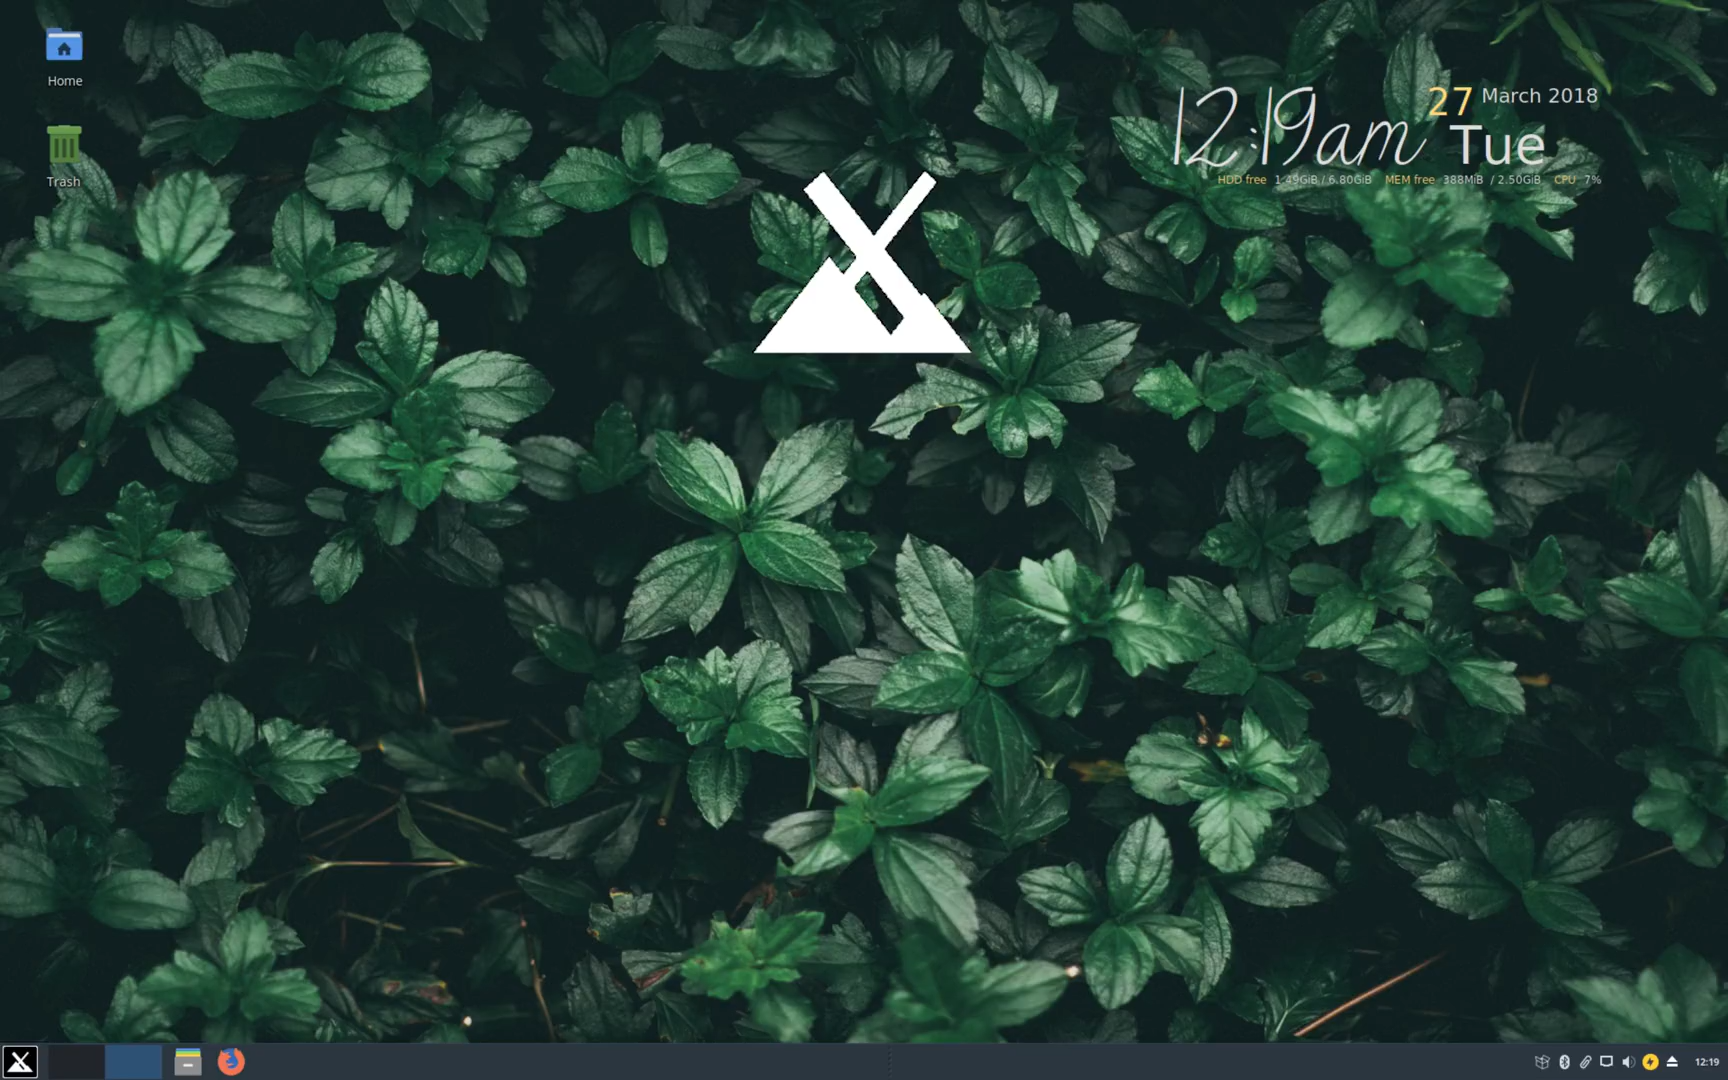 Home
Trash
12:19am 27 March 2018
Tue
HDD free 1.49GiB / 6.80GiB MEM free 388MiB / 2.50GiB CPU 7%
12:19